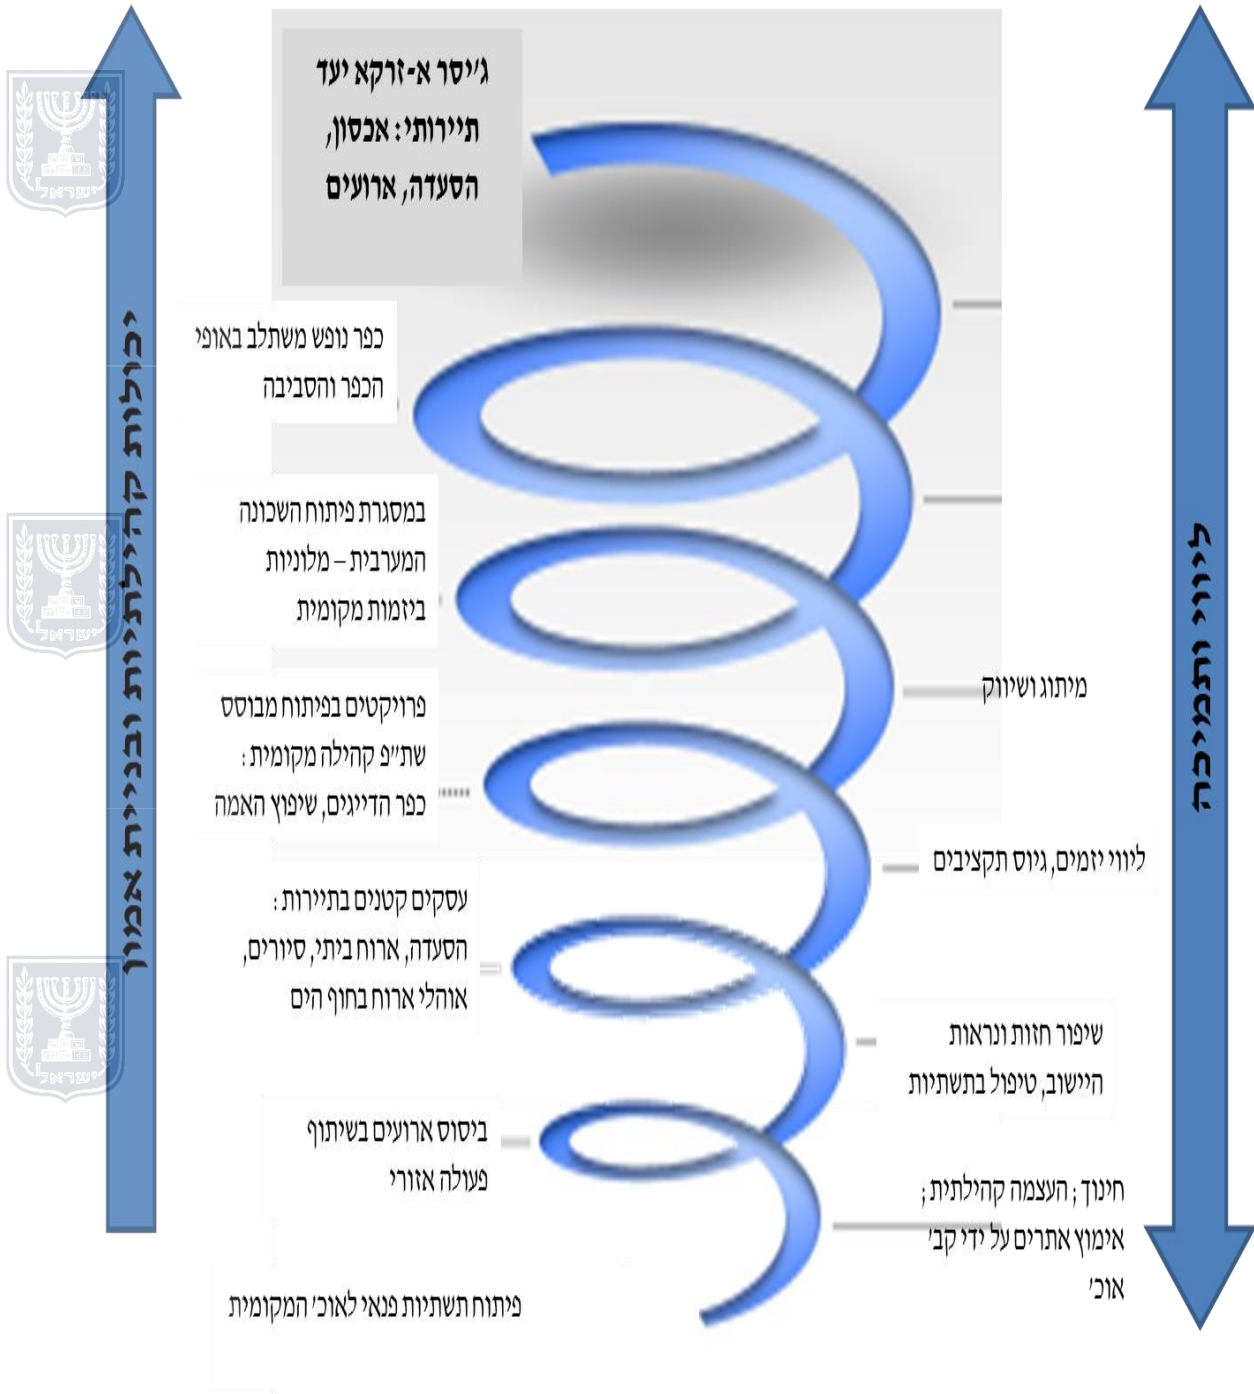 ג'יסר א-זרקא יעד
תיירותי: אכסון,
הסעדה, ארועים
כפר נופש משתלב באופי
הכפר והסביבה
במסגרת פיתוח השכונה
המערבית – מלוניות
ביזמות מקומית
מיתוג ושיווק
פרויקטים בפיתוח מבוסס
שת״פ קהילה מקומית:
כפר הדייגים, שיפוץ האמה
ליווי יזמים, גיוס תקציבים
עסקים קטנים בתיירות:
הסעדה, ארוח ביתי, סיורים,
אוהלי ארוח בחוף הים
שיפור חזות ונראות
היישוב, טיפול בתשתיות
ביסוס ארועים בשיתוף
פעולה אזורי
חינוך; העצמה קהילתית;
אימוץ אתרים על ידי קב'
אוכ'
פיתוח תשתיות פנאי לאוכ' המקומית
ליווי ותמיכה
יכולות קהילתיות ובניית אמון
ישראל
ישראל
ישראל